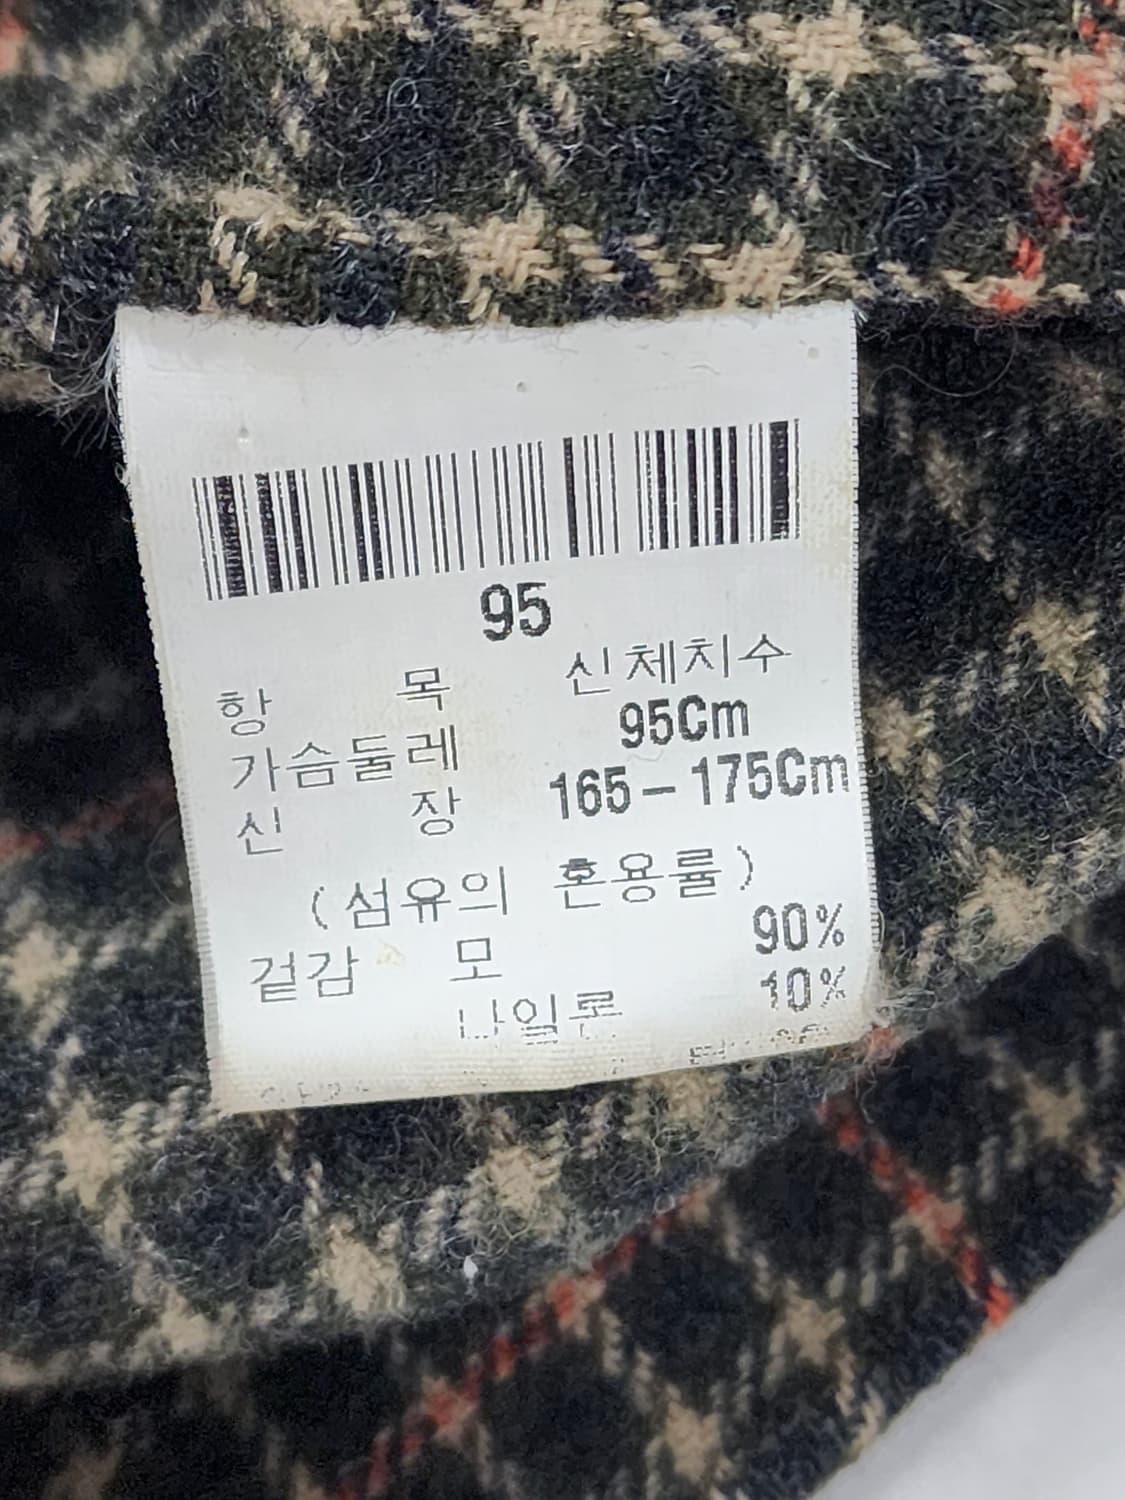 95
항 목 신체치수
가슴둘레 95Cm
신 장 165-175Cm
(섬유의 혼용률)
겉감 모 90%
나일론 10%